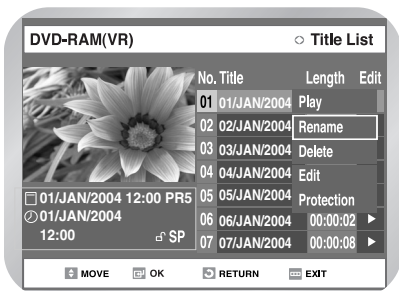 DVD-RAM(VR) Title List
No. Title Length Edit
01 01/JAN/2004 Play
02 02/JAN/2004 Rename
03 03/JAN/2004 Delete
04 04/JAN/2004 Edit
05 05/JAN/2004 Protection
06 06/JAN/2004 00:00:02 ►
07 07/JAN/2004 00:00:08 ►
01/JAN/2004 12:00 PR5
01/JAN/2004
12:00 SP
MOVE OK RETURN EXIT